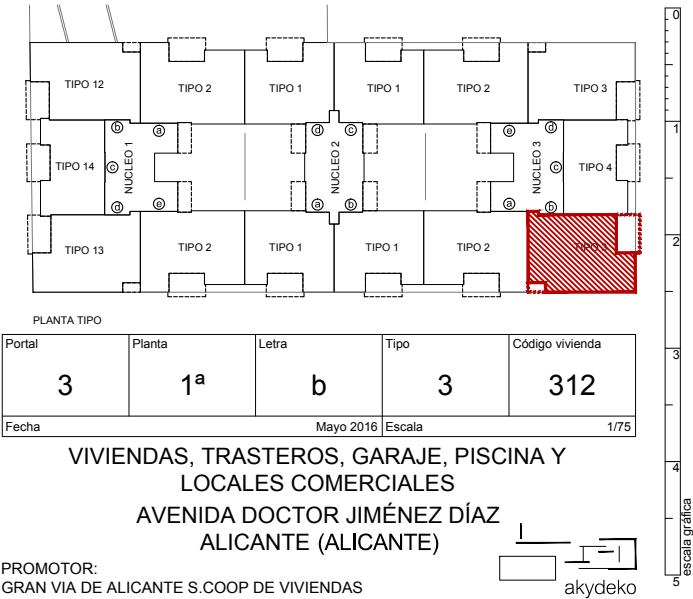 TIPO 12
TIPO 2
TIPO 1
TIPO 1
TIPO 2
TIPO 3
b
a
d
c
e
d
TIPO 14
c
NUCLEO 1
NUCLEO 2
NUCLEO 3
c
TIPO 4
d
e
a
b
a
b
TIPO 13
TIPO 2
TIPO 1
TIPO 1
TIPO 2
TIPO 3
PLANTA TIPO
Portal Planta Letra Tipo Código vivienda
3 1ª b 3 312
Fecha Mayo 2016 Escala 1/75
VIVIENDAS, TRASTEROS, GARAJE, PISCINA Y
LOCALES COMERCIALES
AVENIDA DOCTOR JIMÉNEZ DÍAZ
ALICANTE (ALICANTE)
PROMOTOR:
GRAN VIA DE ALICANTE S.COOP DE VIVIENDAS
akydeko
0
1
2
3
4
5
escala gráfica